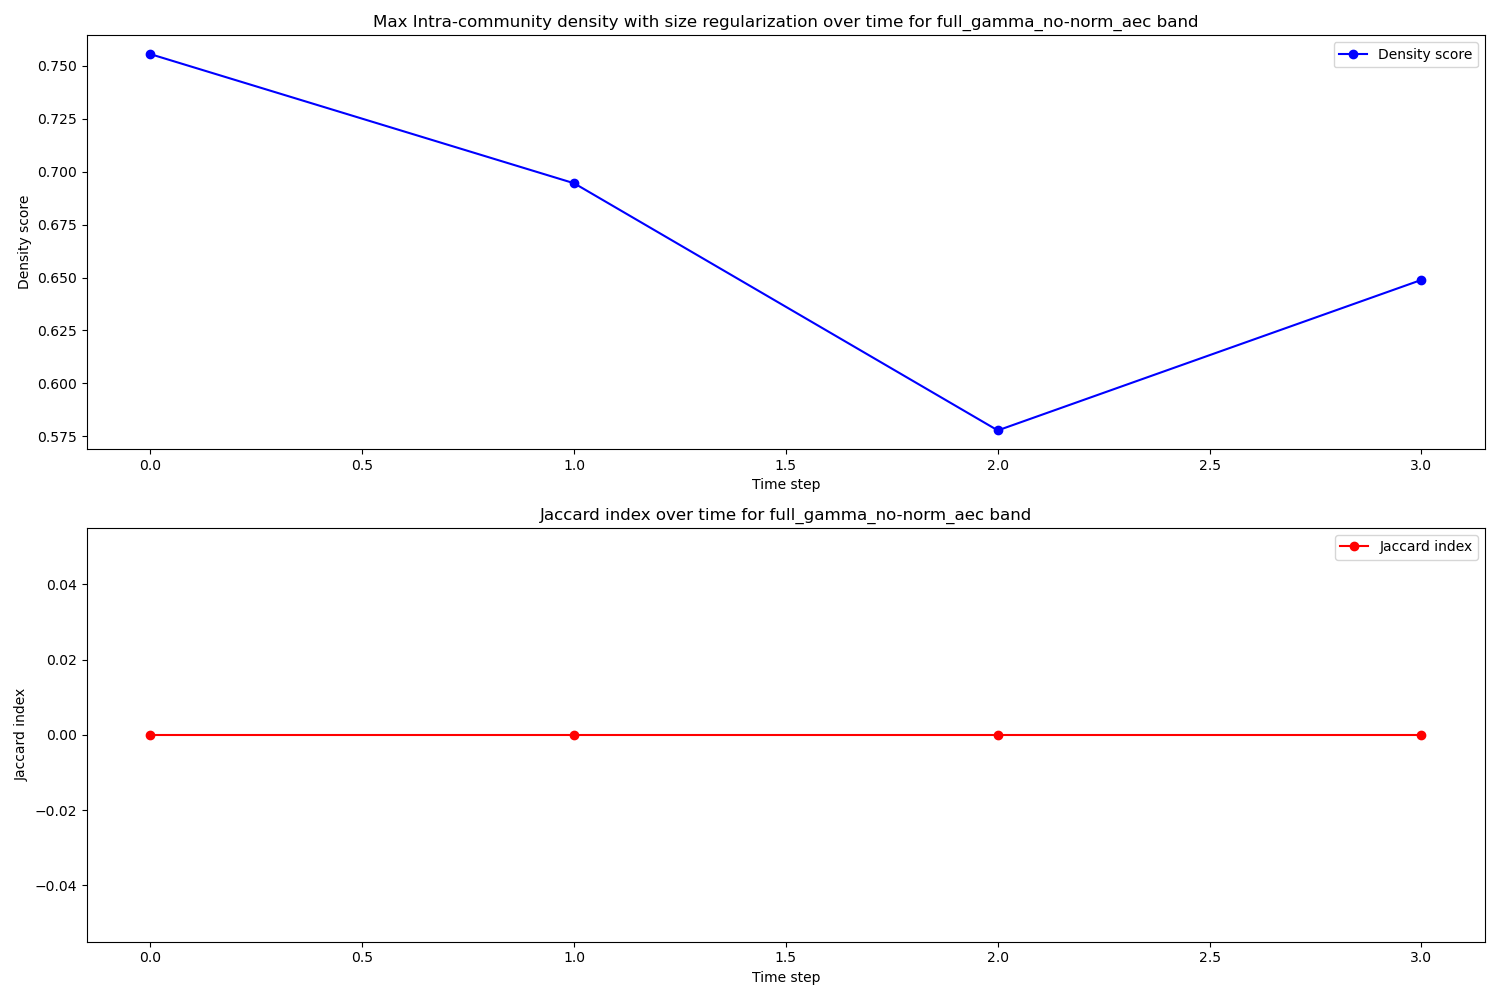 Max Intra-community density with size regularization over time for full_gamma_no-norm_aec band
Density score
0.750
0.725
0.700
0.675
0.650
0.625
0.600
0.575
Density score
0.0 0.5 1.0 1.5 2.0 2.5 3.0
Time step
Jaccard index over time for full_gamma_no-norm_aec band
Jaccard index
0.04
0.02
0.00
−0.02
−0.04
Jaccard index
0.0 0.5 1.0 1.5 2.0 2.5 3.0
Time step